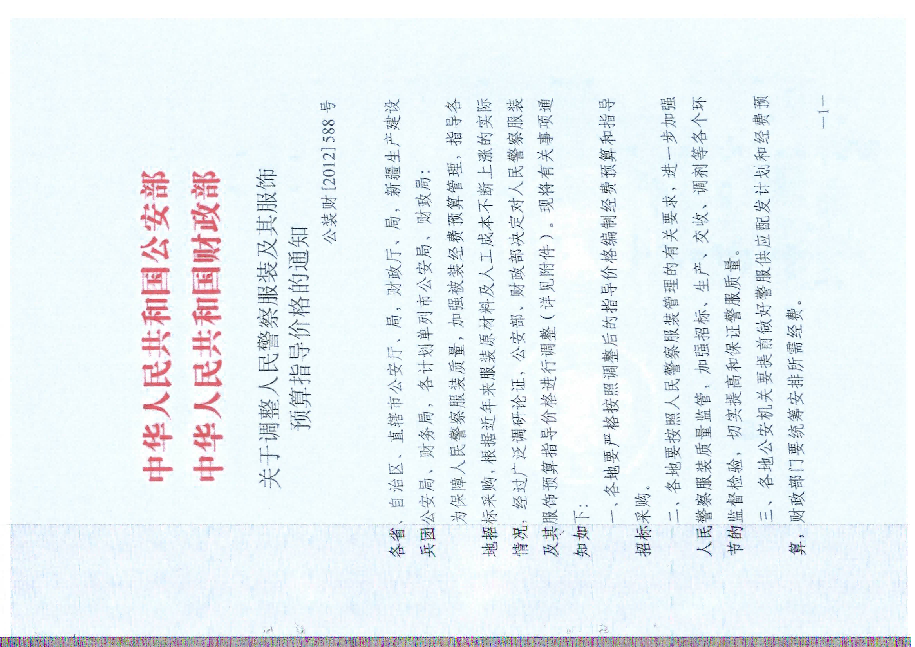 中华人民共和国公安部
中华人民共和国财政部
关于调整人民警察服装及其服饰
预算指导价格的通知
公装财[2012]588号
各省、自治区、直辖市公安厅、局，财政厅、局，新疆生产建设
兵团公安局、财务局，各计划单列市公安局、财政局：
为保障人民警察服装质量，加强被装经费预算管理，指导各
地招标采购，根据近年来服装原材料及人工成本不断上涨的实际
情况，经过广泛调研论证，公安部、财政部决定对人民警察服装
及其服饰预算指导价格进行调整（详见附件）。现将有关事项通
知如下：
一、各地要严格按照调整后的指导价格编制经费预算和指导
招标采购。
二、各地要按照人民警察服装管理的有关要求，进一步加强
人民警察服装质量监管，加强招标、生产、交收、调剂等各个环
节的监督检验，切实提高和保证警服质量。
三、各地公安机关要提前做好警服供应配发计划和经费预
算，财政部门要统筹安排所需经费。
—1—